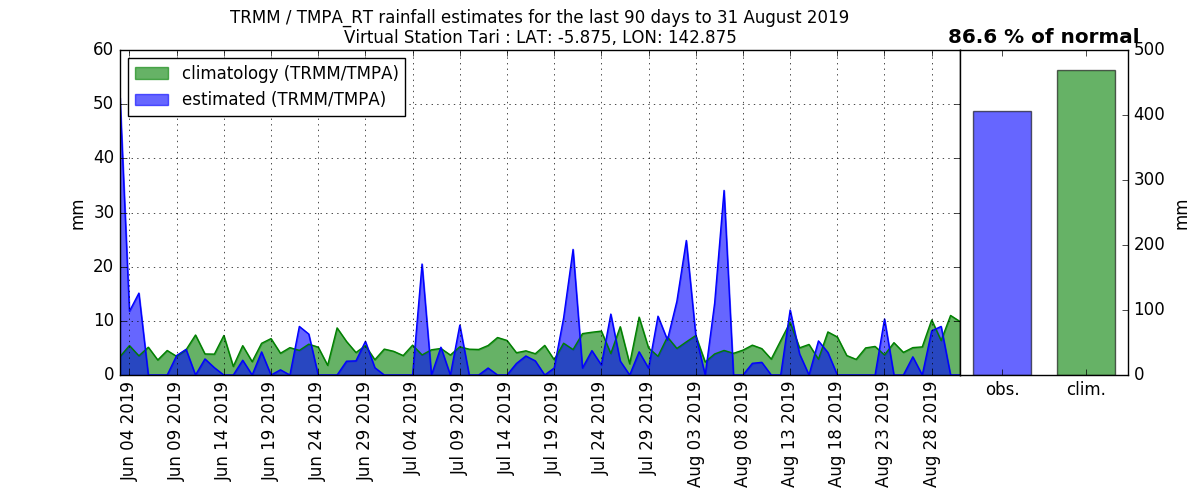 TRMM / TMPA_RT rainfall estimates for the last 90 days to 31 August 2019
Virtual Station Tari : LAT: -5.875, LON: 142.875
86.6 % of normal
climatology (TRMM/TMPA)
estimated (TRMM/TMPA)
60
50
40
30
20
10
0
mm
Jun 04 2019
Jun 09 2019
Jun 14 2019
Jun 19 2019
Jun 24 2019
Jun 29 2019
Jul 04 2019
Jul 09 2019
Jul 14 2019
Jul 19 2019
Jul 24 2019
Jul 29 2019
Aug 03 2019
Aug 08 2019
Aug 13 2019
Aug 18 2019
Aug 23 2019
Aug 28 2019
obs.
clim.
500
400
300
200
100
0
mm